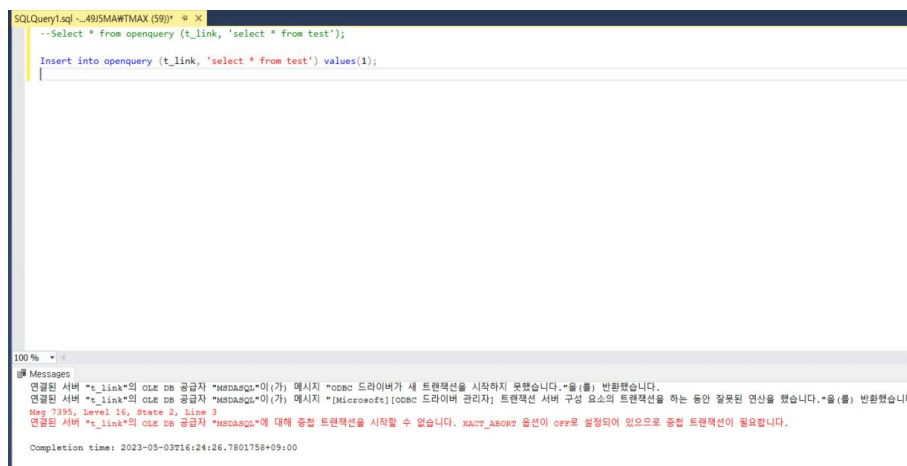 SQLQuery1.sql -...49J5MA\TMAX (59))*
--Select * from openquery (t_link, 'select * from test');
Insert into openquery (t_link, 'select * from test') values(1);
100 %
Messages
연결된 서버 "t_link"의 OLE DB 공급자 "MSDASQL"이(가) 메시지 "ODBC 드라이버가 새 트랜잭션을 시작하지 못했습니다."을(를) 반환했습니다.
연결된 서버 "t_link"의 OLE DB 공급자 "MSDASQL"이(가) 메시지 "[Microsoft][ODBC 드라이버 관리자] 트랜잭션 서버 구성 요소의 트랜잭션을 하는 동안 잘못된 연산을 했습니다."을(를) 반환했습니
Msg 7395, Level 16, State 2, Line 3
연결된 서버 "t_link"의 OLE DB 공급자 "MSDASQL"에 대해 중첩 트랜잭션을 시작할 수 없습니다. XACT_ABORT 옵션이 OFF로 설정되어 있으므로 중첩 트랜잭션이 필요합니다.
Completion time: 2023-05-03T16:24:26.7801758+09:00